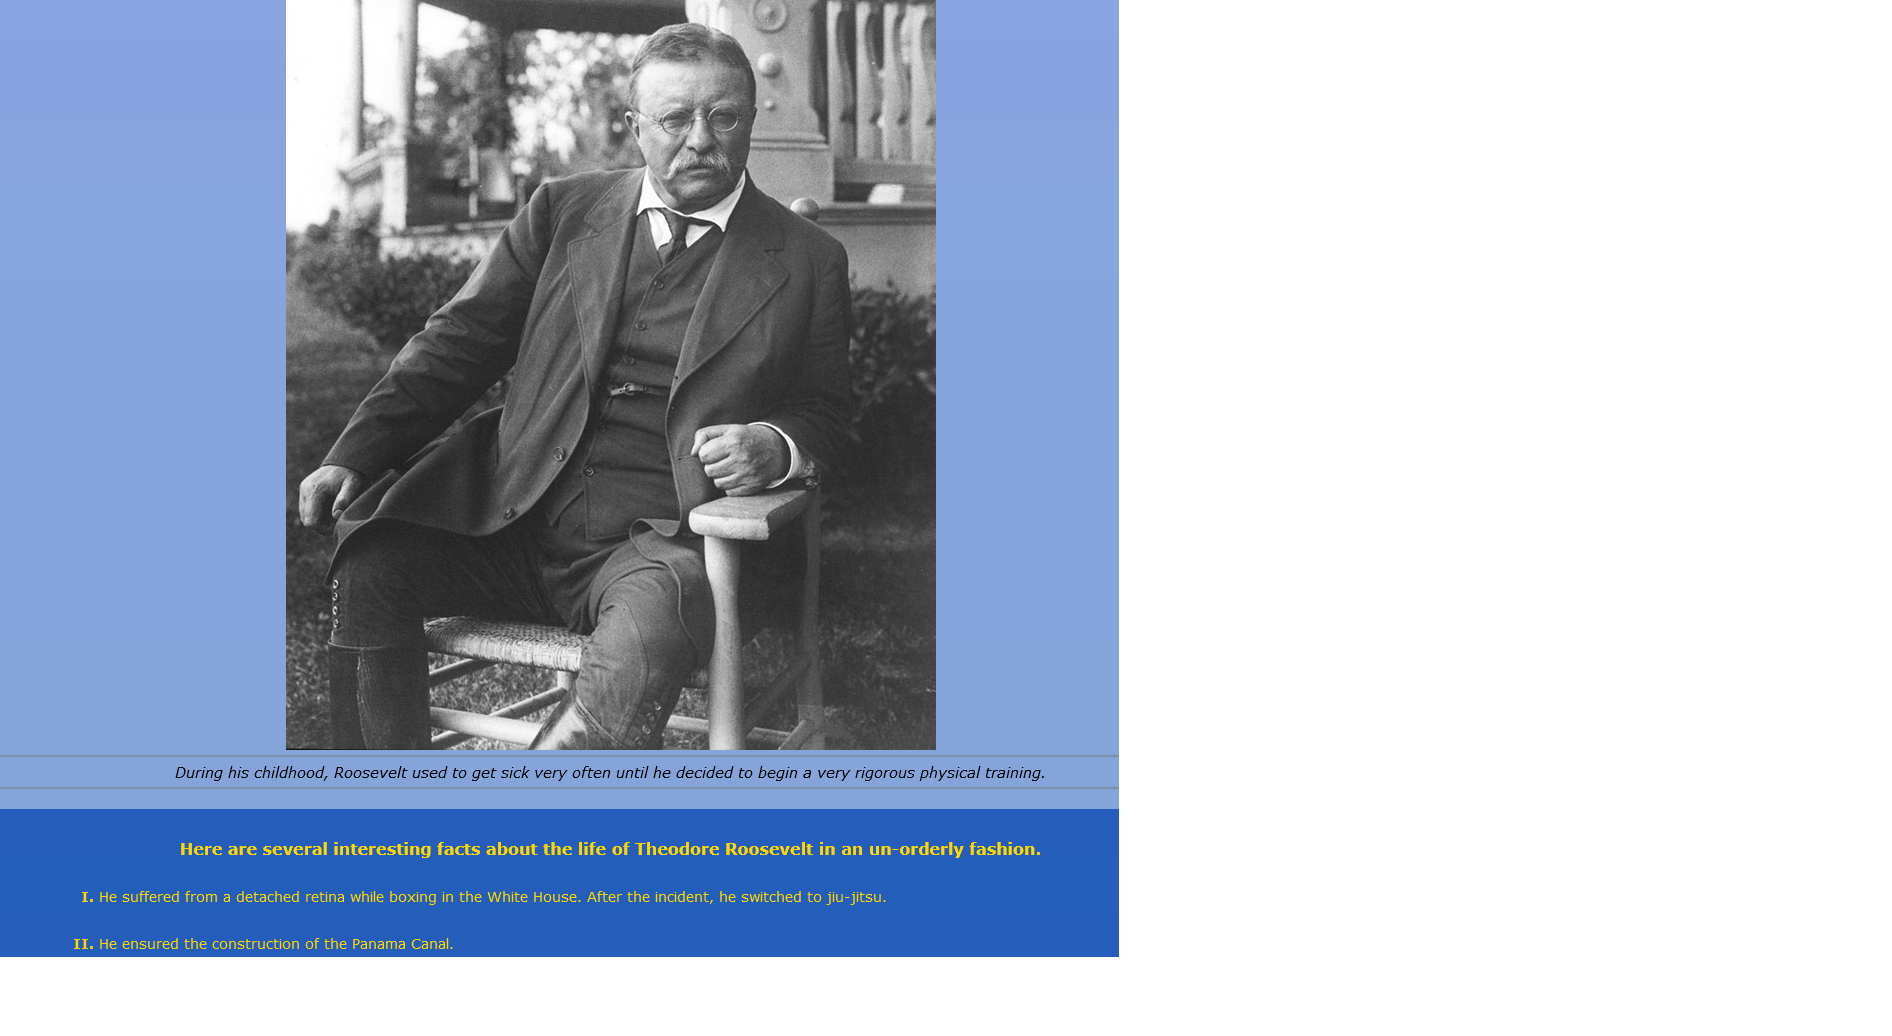 During his childhood, Roosevelt used to get sick very often until he decided to begin a very rigorous physical training.
Here are several interesting facts about the life of Theodore Roosevelt in an un-orderly fashion.
I. He suffered from a detached retina while boxing in the White House. After the incident, he switched to jiu-jitsu.
II. He ensured the construction of the Panama Canal.